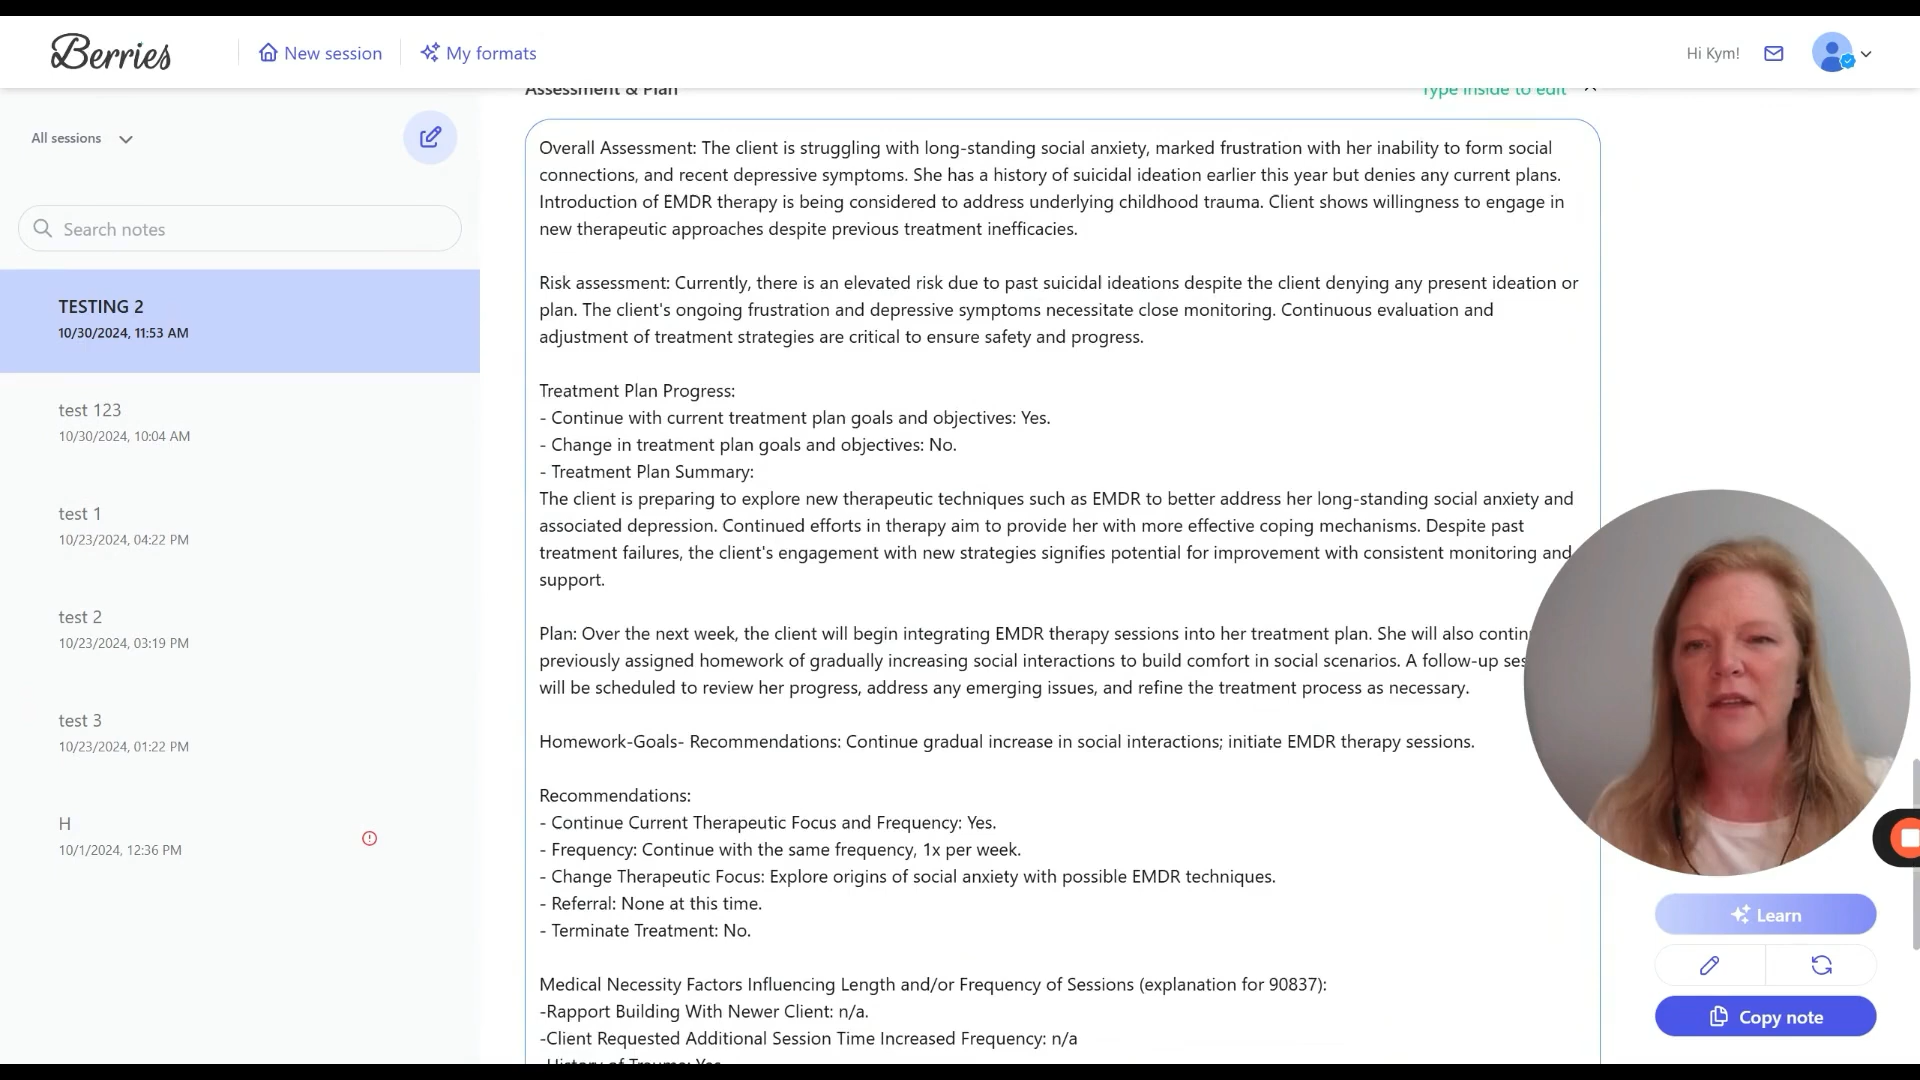 Berries
New session
My formats
Hi Kym!
All sessions
Search notes
TESTING 2
10/30/2024, 11:53 AM
test 123
10/30/2024, 10:04 AM
test 1
10/23/2024, 04:22 PM
test 2
10/23/2024, 03:19 PM
test 3
10/23/2024, 01:22 PM
H
10/1/2024, 12:36 PM
Assessment & Plan
Type inside to edit
Overall Assessment: The client is struggling with long-standing social anxiety, marked frustration with her inability to form social
connections, and recent depressive symptoms. She has a history of suicidal ideation earlier this year but denies any current plans.
Introduction of EMDR therapy is being considered to address underlying childhood trauma. Client shows willingness to engage in
new therapeutic approaches despite previous treatment inefficacies.
Risk assessment: Currently, there is an elevated risk due to past suicidal ideations despite the client denying any present ideation or
plan. The client's ongoing frustration and depressive symptoms necessitate close monitoring. Continuous evaluation and
adjustment of treatment strategies are critical to ensure safety and progress.
Treatment Plan Progress:
- Continue with current treatment plan goals and objectives: Yes.
- Change in treatment plan goals and objectives: No.
- Treatment Plan Summary:
The client is preparing to explore new therapeutic techniques such as EMDR to better address her long-standing social anxiety and
associated depression. Continued efforts in therapy aim to provide her with more effective coping mechanisms. Despite past
treatment failures, the client's engagement with new strategies signifies potential for improvement with consistent monitoring and
support.
Plan: Over the next week, the client will begin integrating EMDR therapy sessions into her treatment plan. She will also
previously assigned homework of gradually increasing social interactions to build comfort in social scenarios. A follow-up
will be scheduled to review her progress, address any emerging issues, and refine the treatment process as necessary.
Homework-Goals- Recommendations: Continue gradual increase in social interactions; initiate EMDR therapy sessions.
Recommendations:
- Continue Current Therapeutic Focus and Frequency: Yes.
- Frequency: Continue with the same frequency, 1x per week.
- Change Therapeutic Focus: Explore origins of social anxiety with possible EMDR techniques.
- Referral: None at this time.
- Terminate Treatment: No.
Medical Necessity Factors Influencing Length and/or Frequency of Sessions (explanation for 90837):
-Rapport Building With Newer Client: n/a.
-Client Requested Additional Session Time Increased Frequency: n/a
-History of Trauma: Yes
Learn
Copy note